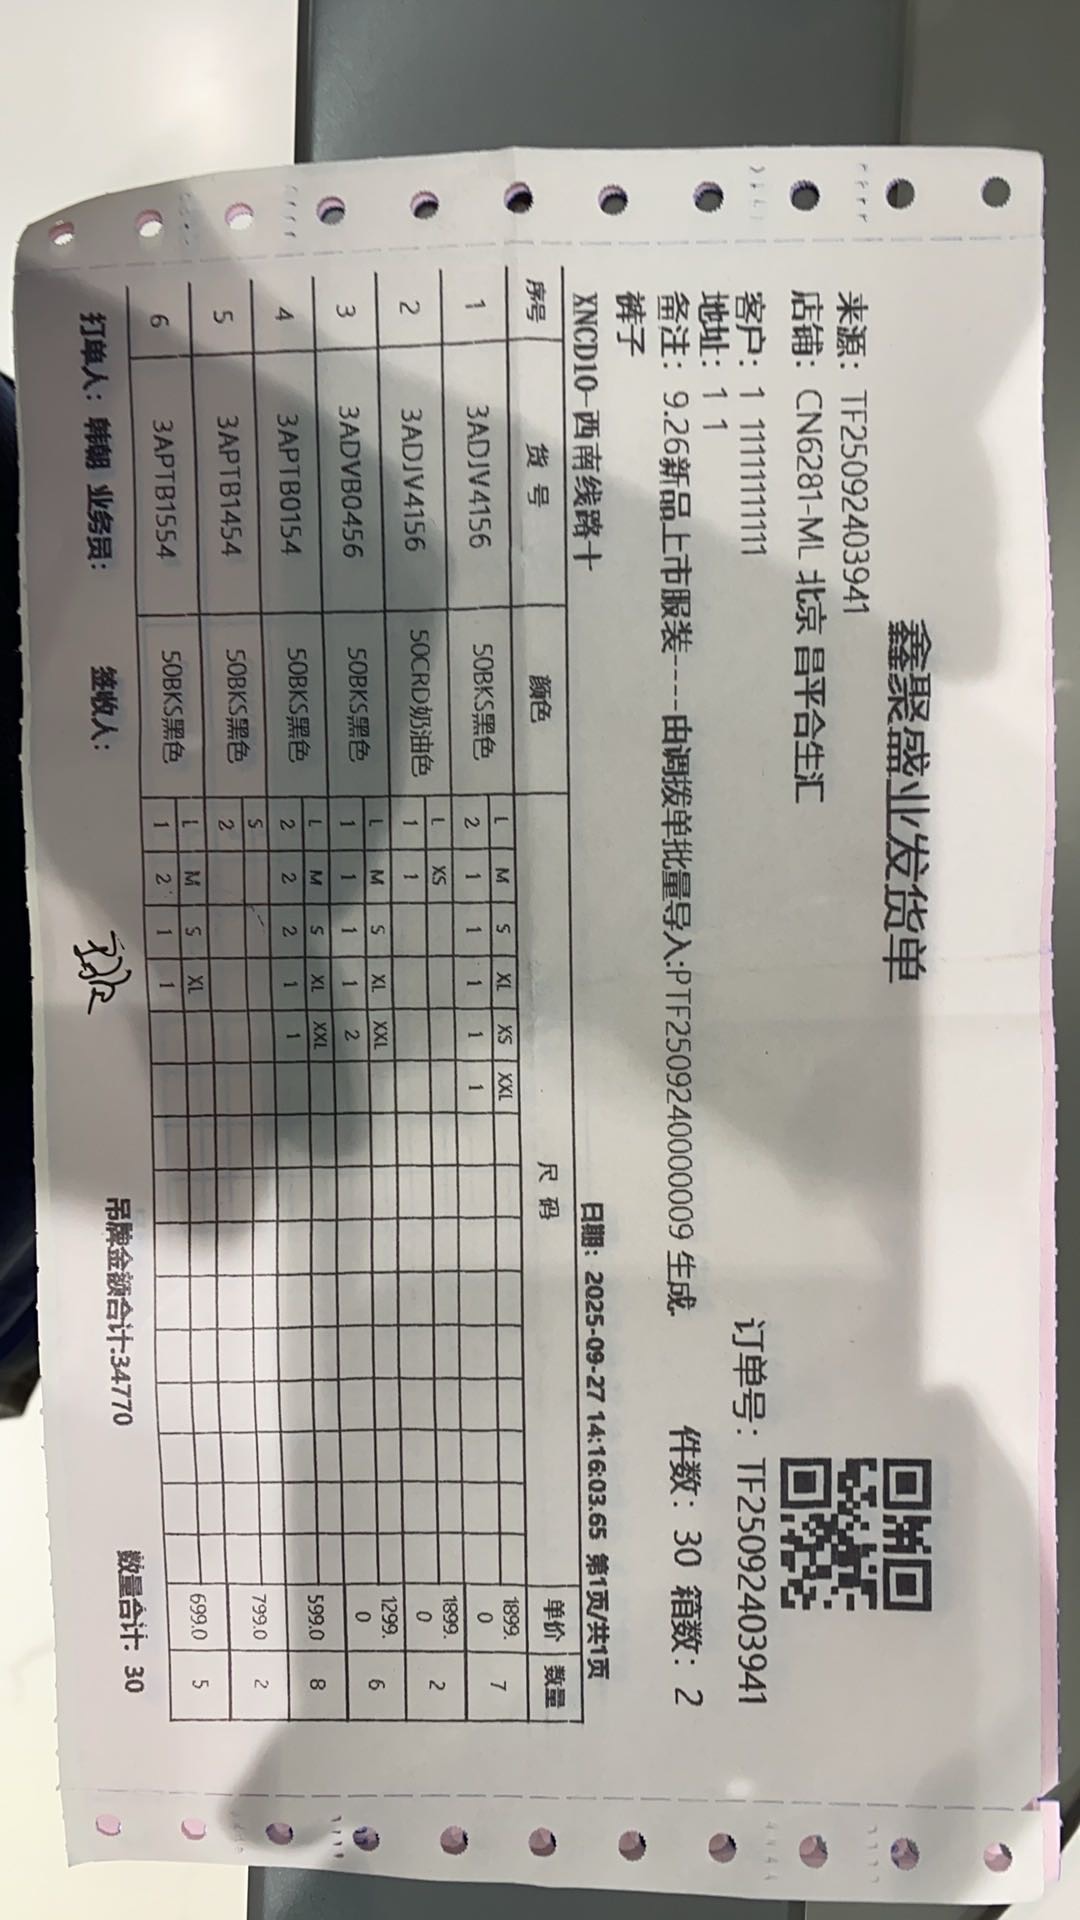 鑫聚盛业发货单
来源：TF25092403941
店铺：CN6281-ML 北京 昌平合生汇
客户：1 11111111111 订单号：TF25092403941
地址：1 1
备注：9.26新品上市服装----由调拨单批量导入:PTF250924000009 生成. 件数：30 箱数：2
裤子
XNCD10-西南线路十 日期：2025-09-27 14:16:03.65 第1页/共1页
序号 货 号 颜色 尺 码 单价 数量
L M S XL XS XXL
1 3ADJV4156 50BKS黑色 2 1 1 1 1 1 1899.0 7
L XS
2 3ADJV4156 50CRD奶油色 1 1 1899.0 2
L M S XL XXL
3 3ADVB0456 50BKS黑色 1 1 1 1 2 1299.0 6
L M S XL XXL
4 3APTB0154 50BKS黑色 2 2 2 1 1 599.0 8
S
5 3APTB1454 50BKS黑色 2 799.0 2
L M S XL
6 3APTB1554 50BKS黑色 1 2 1 1 699.0 5
打单人：韩朝 业务员： 签收人： 吊牌金额合计:34770 数量合计：30